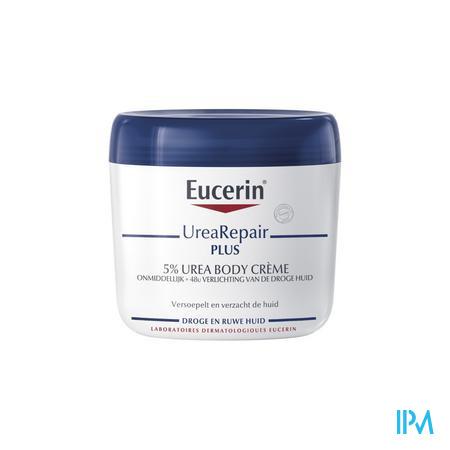 Eucerin
UreaRepair
PLUS
5% UREA BODY CRÈME
ONMIDDELLIJK + 48u VERLICHTING VAN DE DROGE HUID
Versoepelt en verzacht de huid
DROGE EN RUWE HUID
LABORATOIRES DERMATOLOGIQUES EUCERIN
IPM